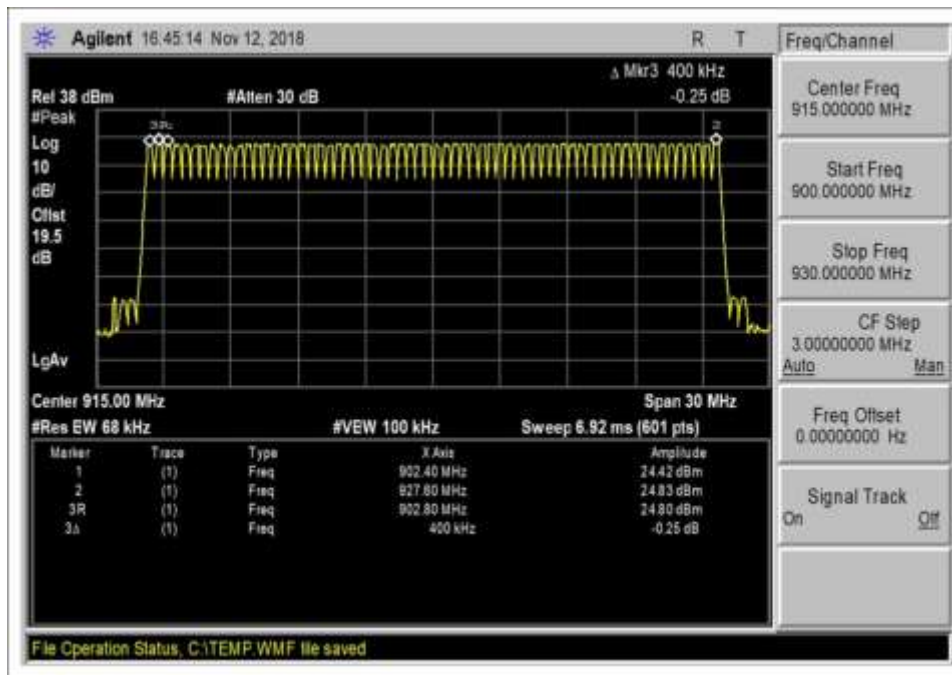 Agilent 16:45:14 Nov 12, 2018 R T
Freq/Channel
Δ Mkr3 400 kHz
Rel 38 dBm #Atten 30 dB -0.25 dB
#Peak
Log
10
dB/
Offst
19.5
dB
LgAv
Center 915.00 MHz Span 30 MHz
#Res EW 68 kHz #VEW 100 kHz Sweep 6.92 ms (601 pts)
Marker Trace Type X Axis Amplitude
1 (1) Freq 902.40 MHz 24.42 dBm
2 (1) Freq 927.60 MHz 24.83 dBm
3R (1) Freq 902.80 MHz 24.80 dBm
3Δ (1) Freq 400 kHz -0.25 dB
File Operation Status, C:\TEMP.WMF file saved
Center Freq
915.000000 MHz
Start Freq
900.000000 MHz
Stop Freq
930.000000 MHz
CF Step
3.00000000 MHz
Auto Man
Freq Offset
0.00000000 Hz
Signal Track
On Off